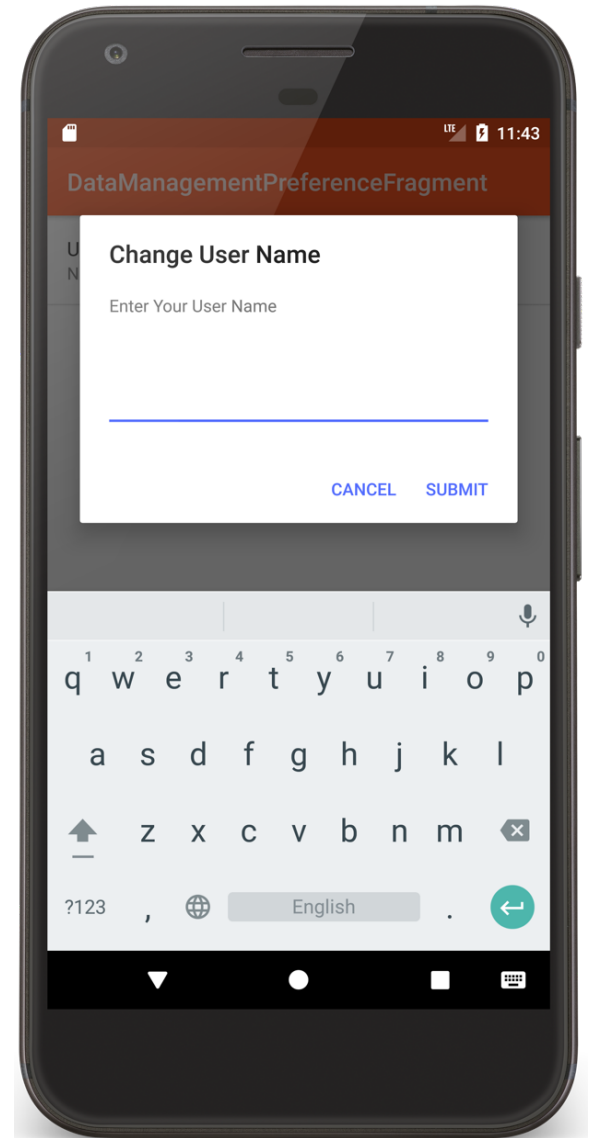 LTE 11:43
DataManagementPreferenceFragment
U
N
Change User Name
Enter Your User Name
CANCEL SUBMIT
1 2 3 4 5 6 7 8 9 0
q w e r t y u i o p
a s d f g h j k l
z x c v b n m
?123 , English .